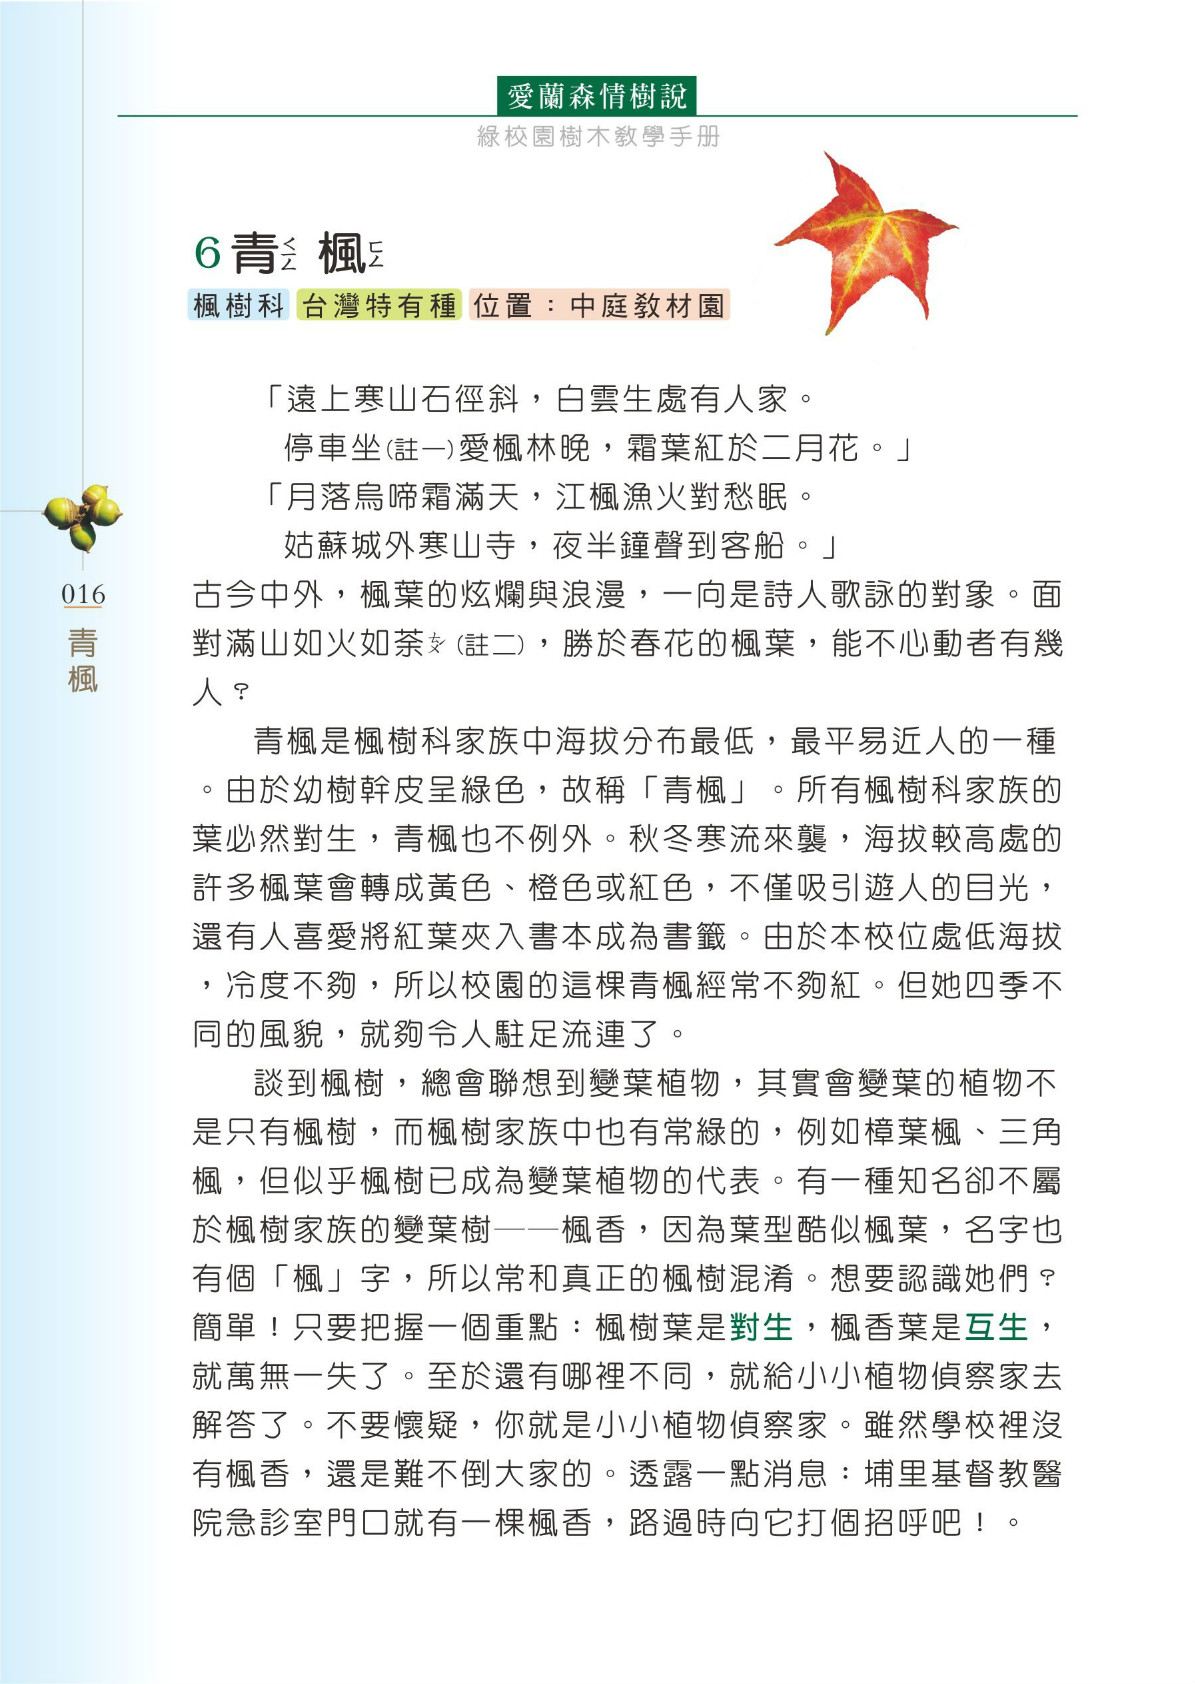 愛蘭森情樹說
綠校園樹木教學手册
6 青ㄑㄧㄥ 楓ㄈㄥ
楓樹科 台灣特有種 位置：中庭教材園
「遠上寒山石徑斜，白雲生處有人家。
停車坐(註一)愛楓林晚，霜葉紅於二月花。」
「月落烏啼霜滿天，江楓漁火對愁眠。
姑蘇城外寒山寺，夜半鐘聲到客船。」
古今中外，楓葉的炫爛與浪漫，一向是詩人歌詠的對象。面
對滿山如火如荼ㄊㄨˊ(註二)，勝於春花的楓葉，能不心動者有幾
人？
青楓是楓樹科家族中海拔分布最低，最平易近人的一種
。由於幼樹幹皮呈綠色，故稱「青楓」。所有楓樹科家族的
葉必然對生，青楓也不例外。秋冬寒流來襲，海拔較高處的
許多楓葉會轉成黃色、橙色或紅色，不僅吸引遊人的目光，
還有人喜愛將紅葉夾入書本成為書籤。由於本校位處低海拔
，冷度不夠，所以校園的這棵青楓經常不夠紅。但她四季不
同的風貌，就夠令人駐足流連了。
談到楓樹，總會聯想到變葉植物，其實會變葉的植物不
是只有楓樹，而楓樹家族中也有常綠的，例如樟葉楓、三角
楓，但似乎楓樹已成為變葉植物的代表。有一種知名卻不屬
於楓樹家族的變葉樹——楓香，因為葉型酷似楓葉，名字也
有個「楓」字，所以常和真正的楓樹混淆。想要認識她們？
簡單！只要把握一個重點：楓樹葉是對生，楓香葉是互生，
就萬無一失了。至於還有哪裡不同，就給小小植物偵察家去
解答了。不要懷疑，你就是小小植物偵察家。雖然學校裡沒
有楓香，還是難不倒大家的。透露一點消息：埔里基督教醫
院急診室門口就有一棵楓香，路過時向它打個招呼吧！。
016
青楓